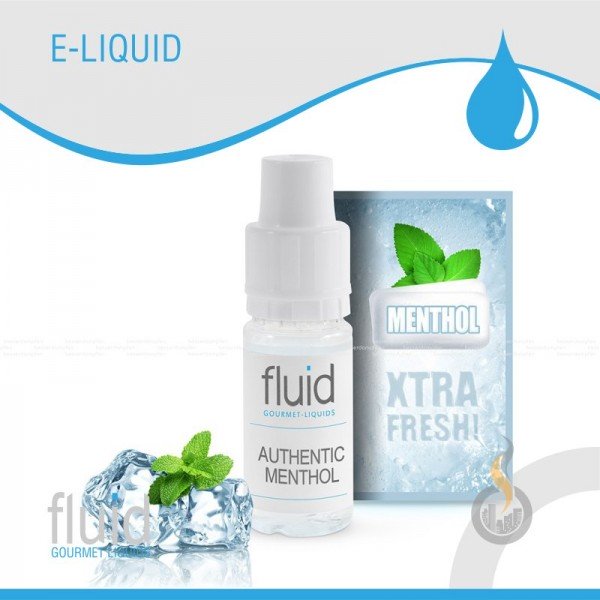 E-LIQUID
MENTHOL
XTRA
FRESH!
fluid
GOURMET·LIQUIDS
AUTHENTIC
MENTHOL
fluid
GOURMET·LIQUIDS